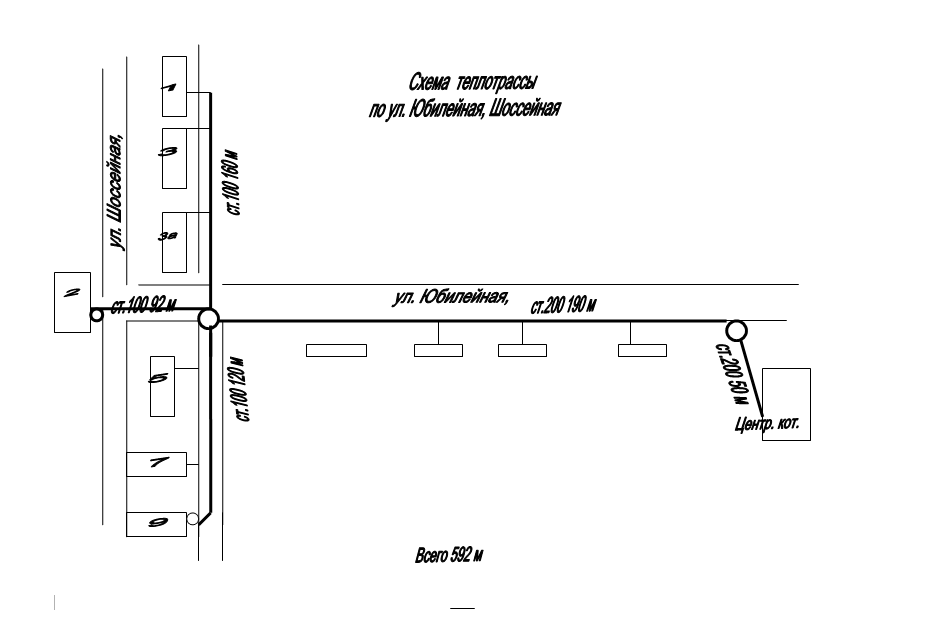 Схема теплотрассы
по ул. Юбилейная, Шоссейная
1
3
ст.100 160 м
ул. Шоссейная,
3а
2
ст.100 92 м
ул. Юбилейная,
ст.200 190 м
ст.200 50 м
5
ст.100 120 м
Центр. кот.
7
9
Всего 592 м